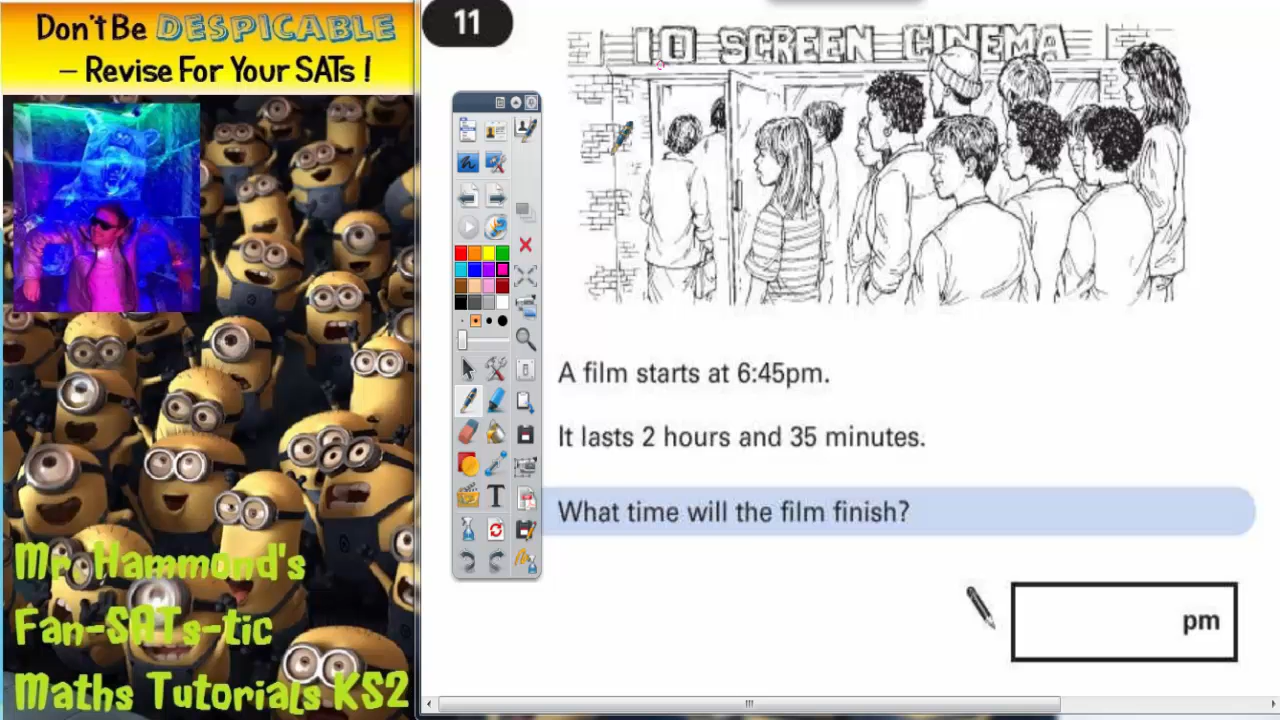 Don't Be DESPICABLE
– Revise For Your SATs !
Mr. Hammond's
Fan-SATs-tic
Maths Tutorials KS2
11
10 SCREEN CINEMA
A film starts at 6:45pm.
It lasts 2 hours and 35 minutes.
What time will the film finish?
pm